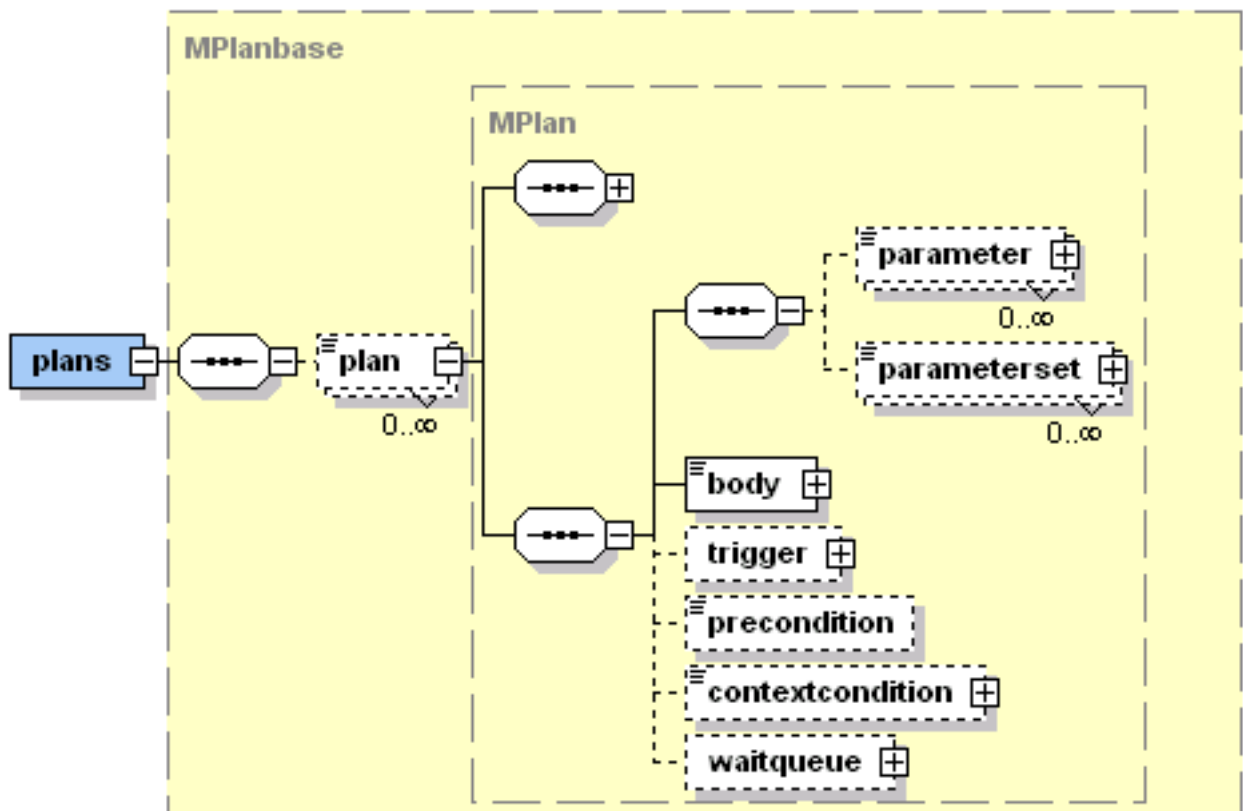 MPlanbase
MPlan
parameter
0..∞
plans
plan
0..∞
parameterset
0..∞
body
trigger
precondition
contextcondition
waitqueue